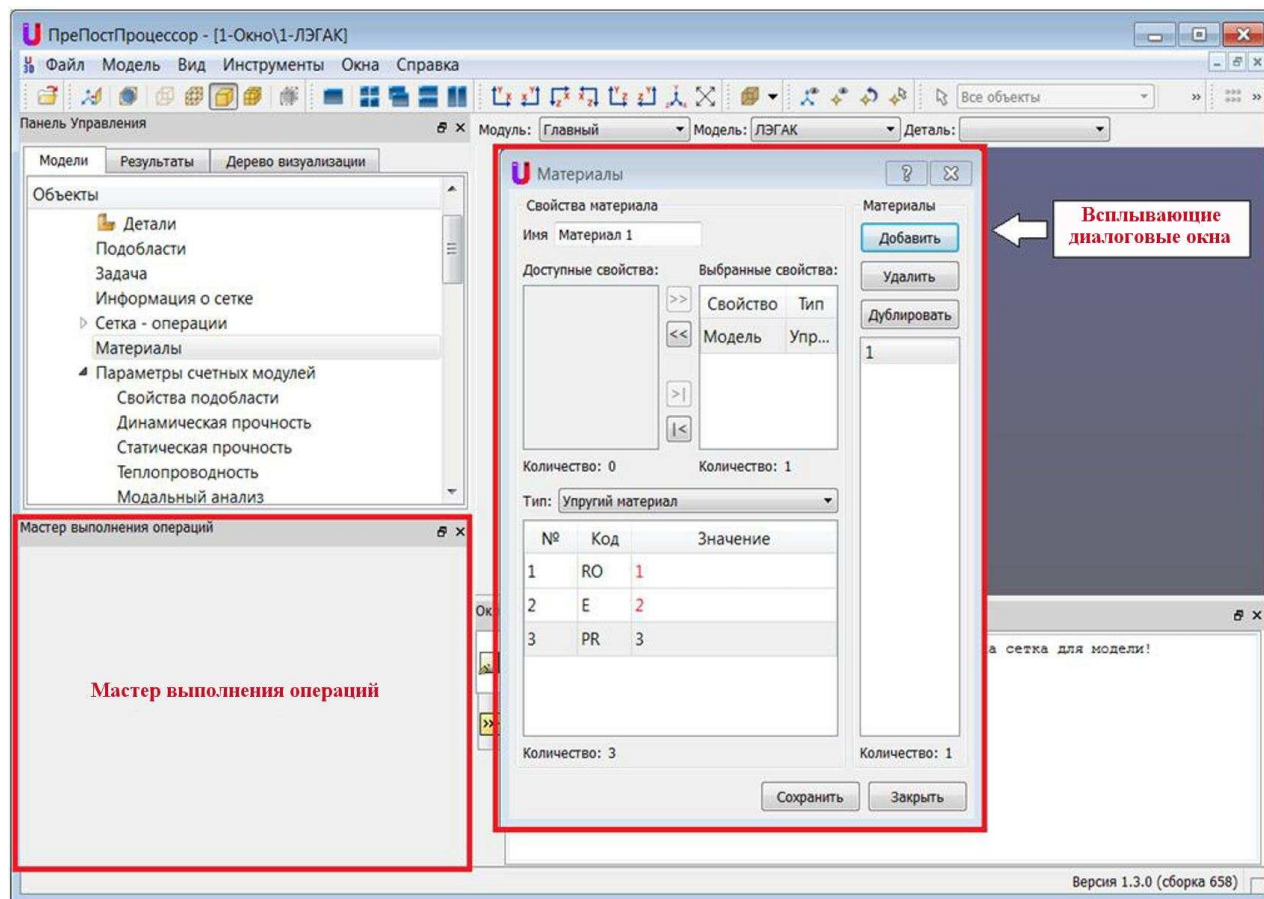 ПреПостПроцессор - [1-Окно\1-ЛЭГАК]
Файл Модель Вид Инструменты Окна Справка
Все объекты
Панель Управления
Модуль: Главный Модель: ЛЭГАК Деталь:
Модели Результаты Дерево визуализации
Объекты
Детали
Подобласти
Задача
Информация о сетке
Сетка - операции
Материалы
Параметры счетных модулей
Свойства подобласти
Динамическая прочность
Статическая прочность
Теплопроводность
Модальный анализ
Мастер выполнения операций
Мастер выполнения операций
Материалы
Свойства материала
Имя Материал 1
Доступные свойства: Выбранные свойства:
>>
<<
>|
|<
Свойство Тип
Модель Упр...
Количество: 0 Количество: 1
Тип: Упругий материал
№ Код Значение
1 RO 1
2 E 2
3 PR 3
Количество: 3
Материалы
Добавить
Удалить
Дублировать
1
Количество: 1
Сохранить Закрыть
Всплывающие
диалоговые окна
а сетка для модели!
Версия 1.3.0 (сборка 658)